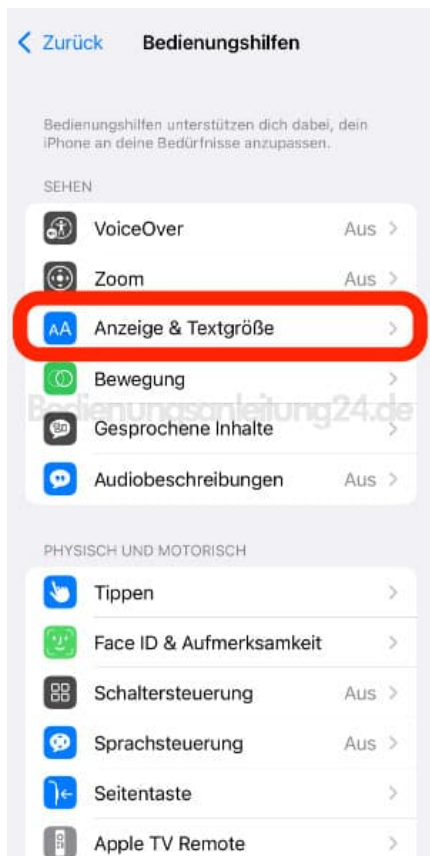 Zurück Bedienungshilfen
Bedienungshilfen unterstützen dich dabei, dein
iPhone an deine Bedürfnisse anzupassen.
SEHEN
VoiceOver Aus
Zoom Aus
AA Anzeige & Textgröße
Bewegung
Bedienungsanleitung24.de
Gesprochene Inhalte
Audiobeschreibungen Aus
PHYSISCH UND MOTORISCH
Tippen
Face ID & Aufmerksamkeit
Schaltersteuerung Aus
Sprachsteuerung Aus
Seitentaste
Apple TV Remote